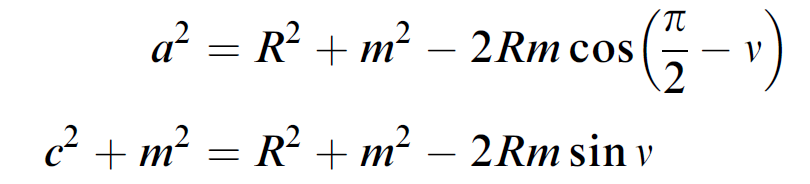 a² = R² + m² − 2Rm cos(π/2 − v)
c² + m² = R² + m² − 2Rm sin v